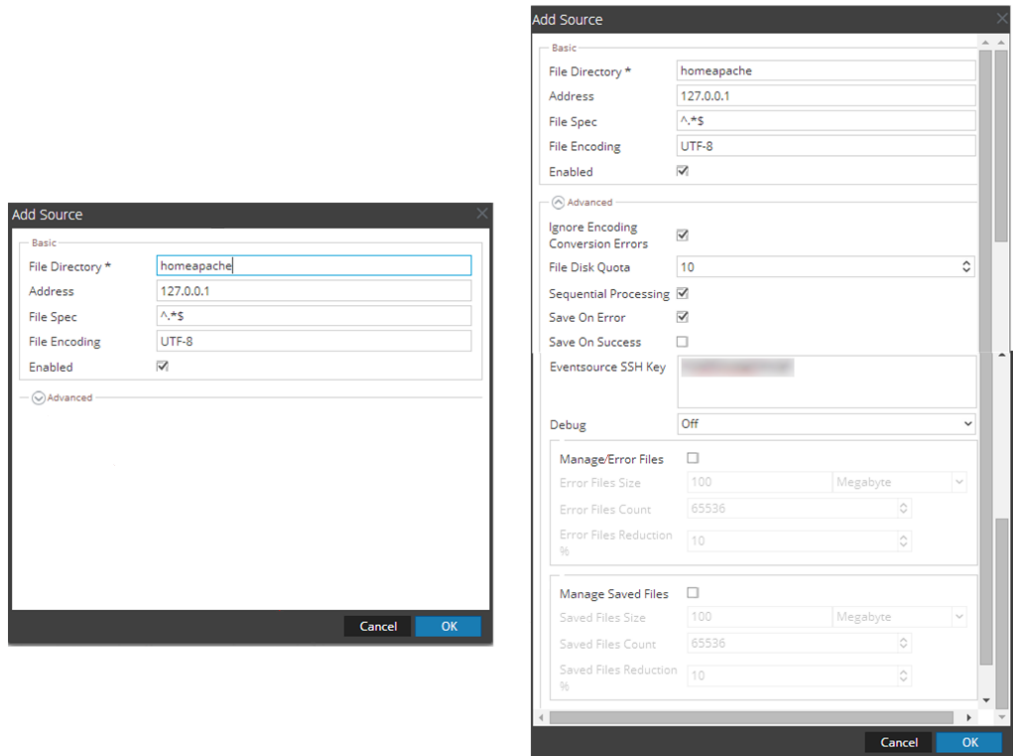 Add Source
Basic
File Directory * homeapache
Address 127.0.0.1
File Spec ^.*$
File Encoding UTF-8
Enabled
Advanced
Cancel OK
Add Source
Basic
File Directory * homeapache
Address 127.0.0.1
File Spec ^.*$
File Encoding UTF-8
Enabled
Advanced
Ignore Encoding
Conversion Errors
File Disk Quota 10
Sequential Processing
Save On Error
Save On Success
Eventsource SSH Key
Debug Off
Manage/Error Files
Error Files Size 100 Megabyte
Error Files Count 65536
Error Files Reduction
% 10
Manage Saved Files
Saved Files Size 100 Megabyte
Saved Files Count 65536
Saved Files Reduction
% 10
Cancel OK